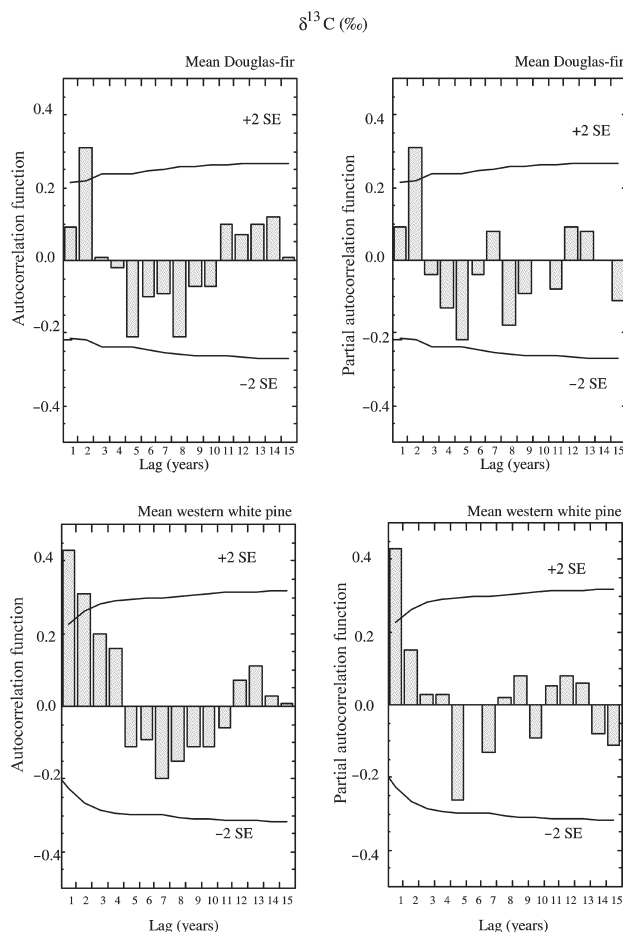 δ¹³C (‰)
Mean Douglas-fir
Autocorrelation function
0.4
0.2
0.0
−0.2
−0.4
+2 SE
−2 SE
1 2 3 4 5 6 7 8 9 10 11 12 13 14 15
Lag (years)
Mean Douglas-fir
Partial autocorrelation function
0.4
0.2
0.0
−0.2
−0.4
+2 SE
−2 SE
1 2 3 4 5 6 7 8 9 10 11 12 13 14 15
Lag (years)
Mean western white pine
Autocorrelation function
0.4
0.2
0.0
−0.2
−0.4
+2 SE
−2 SE
1 2 3 4 5 6 7 8 9 10 11 12 13 14 15
Lag (years)
Mean western white pine
Partial autocorrelation function
0.4
0.2
0.0
−0.2
−0.4
+2 SE
−2 SE
1 2 3 4 5 6 7 8 9 10 11 12 13 14 15
Lag (years)